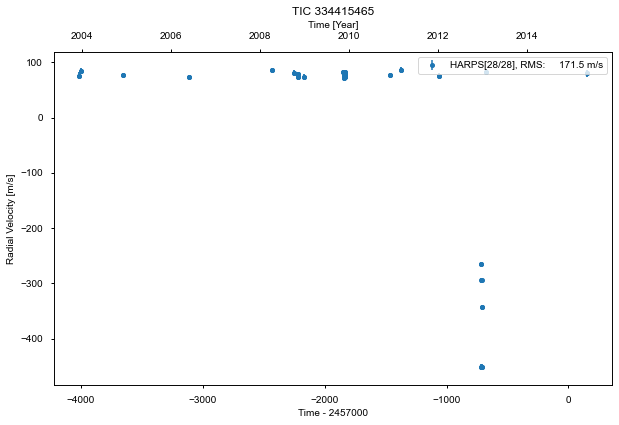 TIC 334415465
Time [Year]
2004 2006 2008 2010 2012 2014
HARPS[28/28], RMS: 171.5 m/s
Radial Velocity [m/s]
100
0
−100
−200
−300
−400
−4000 −3000 −2000 −1000 0
Time - 2457000